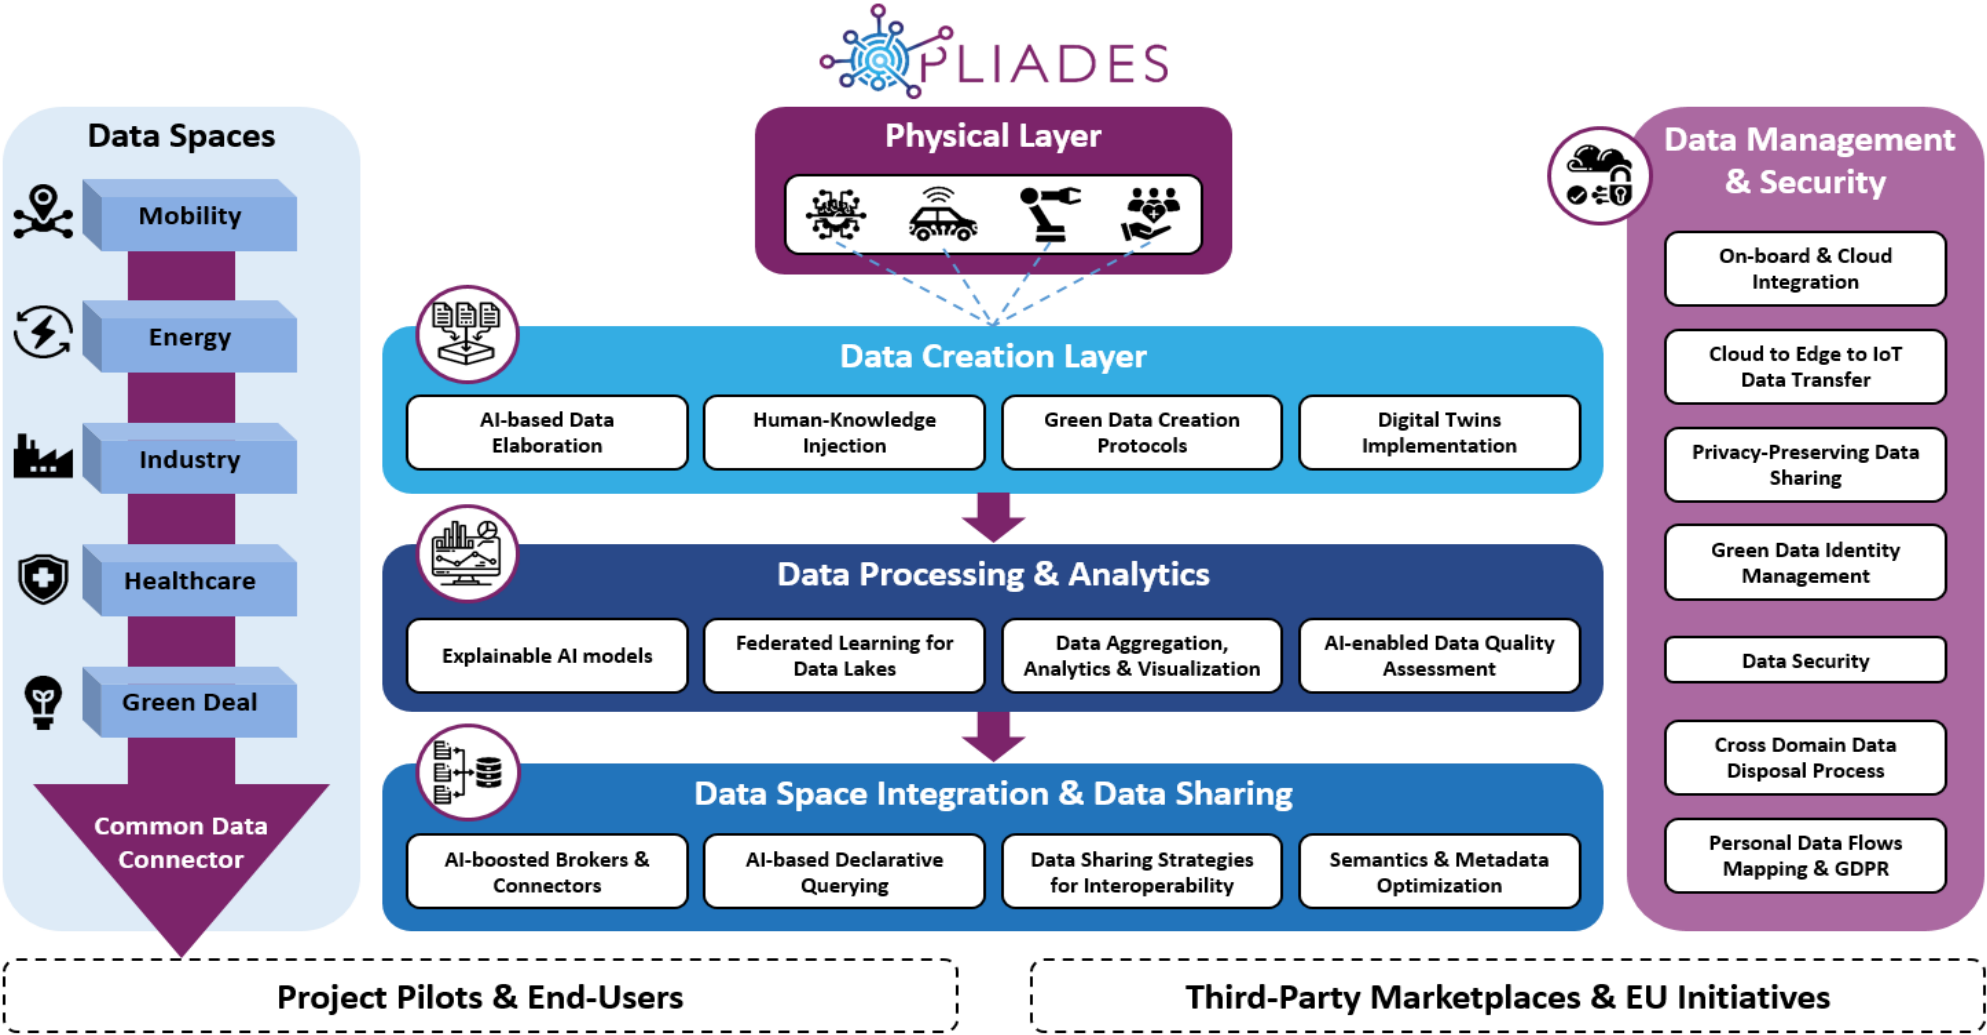 PLIADES
Data Spaces
Mobility
Energy
Industry
Healthcare
Green Deal
Common Data
Connector
Physical Layer
Data Creation Layer
AI-based Data
Elaboration
Human-Knowledge
Injection
Green Data Creation
Protocols
Digital Twins
Implementation
Data Processing & Analytics
Explainable AI models
Federated Learning for
Data Lakes
Data Aggregation,
Analytics & Visualization
AI-enabled Data Quality
Assessment
Data Space Integration & Data Sharing
AI-boosted Brokers &
Connectors
AI-based Declarative
Querying
Data Sharing Strategies
for Interoperability
Semantics & Metadata
Optimization
Data Management
& Security
On-board & Cloud
Integration
Cloud to Edge to IoT
Data Transfer
Privacy-Preserving Data
Sharing
Green Data Identity
Management
Data Security
Cross Domain Data
Disposal Process
Personal Data Flows
Mapping & GDPR
Project Pilots & End-Users
Third-Party Marketplaces & EU Initiatives